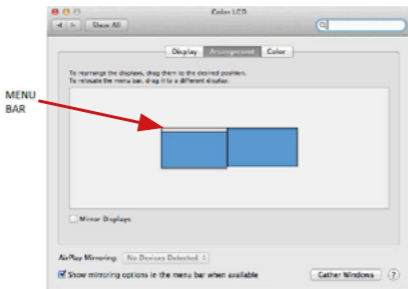 Color LCD
Show All
Display Arrangement Color
To rearrange the displays, drag them to the desired position.
To relocate the menu bar, drag it to a different display.
MENU
BAR
Mirror Displays
AirPlay Mirroring: No Devices Detected
Show mirroring options in the menu bar when available
Gather Windows ?